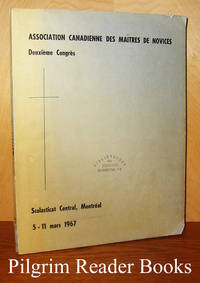 ASSOCIATION CANADIENNE DES MAITRES DE NOVICES
Deuxième Congrès
Scolasticat Central, Montréal
5 - 11 mars 1967
Pilgrim Reader Books